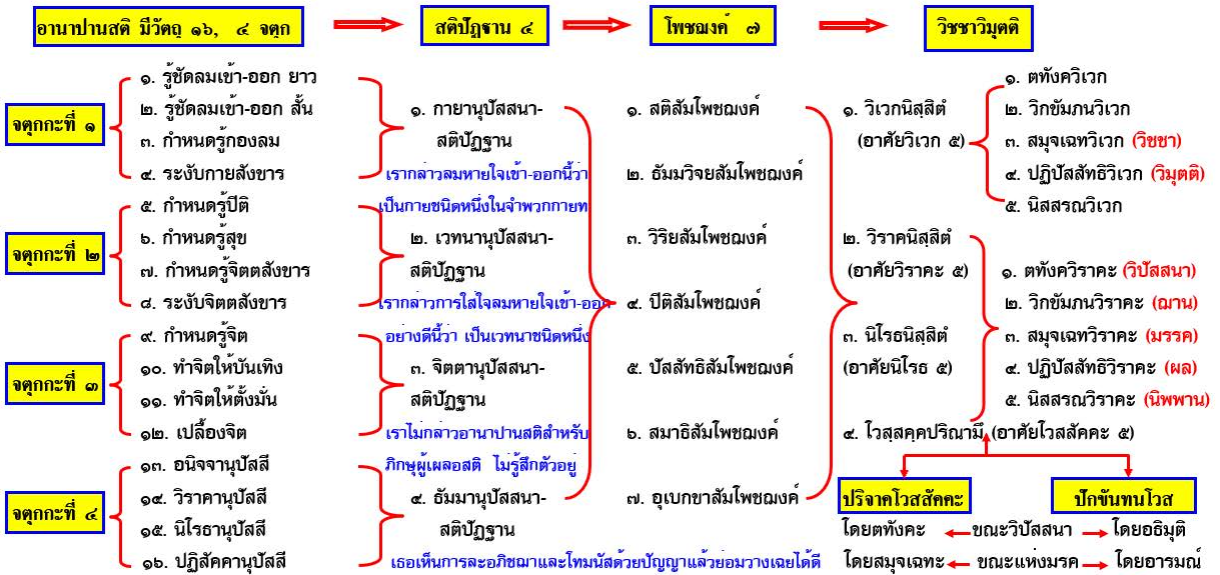 อานาปานสติ มีวัตถุ ๑๖, ๔ จตุก
สติปัฏฐาน ๔
โพชฌงค์ ๗
วิชชาวิมุตติ
จตุกกะที่ ๑
๑. รู้ชัดลมเข้า-ออก ยาว
๒. รู้ชัดลมเข้า-ออก สั้น
๓. กำหนดรู้กองลม
๔. ระงับกายสังขาร
จตุกกะที่ ๒
๕. กำหนดรู้ปีติ
๖. กำหนดรู้สุข
๗. กำหนดรู้จิตตสังขาร
๘. ระงับจิตตสังขาร
จตุกกะที่ ๓
๙. กำหนดรู้จิต
๑๐. ทำจิตให้บันเทิง
๑๑. ทำจิตให้ตั้งมั่น
๑๒. เปลื้องจิต
จตุกกะที่ ๔
๑๓. อนิจจานุปัสสี
๑๔. วิราคานุปัสสี
๑๕. นิโรธานุปัสสี
๑๖. ปฏิสัคคานุปัสสี
๑. กายานุปัสสนา-
สติปัฏฐาน
เรากล่าวลมหายใจเข้า-ออกนี้ว่า
เป็นกายชนิดหนึ่งในจำพวกกายท
๒. เวทนานุปัสสนา-
สติปัฏฐาน
เรากล่าวการใส่ใจลมหายใจเข้า-ออก
อย่างดีนี้ว่า เป็นเวทนาชนิดหนึ่ง
๓. จิตตานุปัสสนา-
สติปัฏฐาน
เราไม่กล่าวอานาปานสติสำหรับ
ภิกษุผู้เผลอสติ ไม่รู้สึกตัวอยู่
๔. ธัมมานุปัสสนา-
สติปัฏฐาน
เธอเห็นการละอภิชฌาและโทมนัสด้วยปัญญาแล้วย่อมวางเฉยได้ดี
๑. สติสัมโพชฌงค์
๒. ธัมมวิจยสัมโพชฌงค์
๓. วิริยสัมโพชฌงค์
๔. ปีติสัมโพชฌงค์
๕. ปัสสัทธิสัมโพชฌงค์
๖. สมาธิสัมโพชฌงค์
๗. อุเบกขาสัมโพชฌงค์
๑. วิเวกนิสฺสิตํ
(อาศัยวิเวก ๕)
๑. ตทังควิเวก
๒. วิกขัมภนวิเวก
๓. สมุจเฉทวิเวก (วิชชา)
๔. ปฏิปัสสัทธิวิเวก (วิมุตติ)
๕. นิสสรณวิเวก
๒. วิราคนิสฺสิตํ
(อาศัยวิราคะ ๕)
๓. นิโรธนิสฺสิตํ
(อาศัยนิโรธ ๕)
๑. ตทังควิราคะ (วิปัสสนา)
๒. วิกขัมภนวิราคะ (ฌาน)
๓. สมุจเฉทวิราคะ (มรรค)
๔. ปฏิปัสสัทธิวิราคะ (ผล)
๕. นิสสรณวิราคะ (นิพพาน)
๔. โวสฺสคฺคปริณามึ (อาศัยโวสสัคคะ ๕)
ปริจาคโวสสัคคะ
ปักขันทนโวส
โดยตทังคะ ขณะวิปัสสนา โดยอธิมุติ
โดยสมุจเฉทะ ขณะแห่งมรค โดยอารมณ์